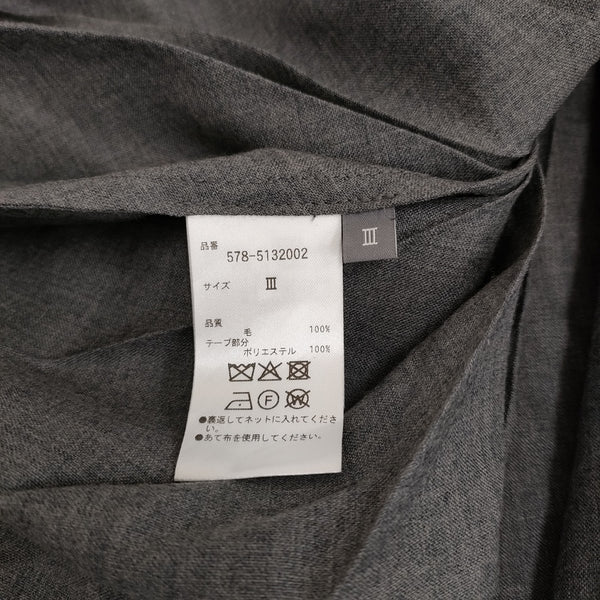 品番
578-5132002
III
サイズ III
品質
毛 100%
テープ部分
ポリエステル 100%
F W
●裏返してネットに入れてくださ
い。
●あて布を使用してください。